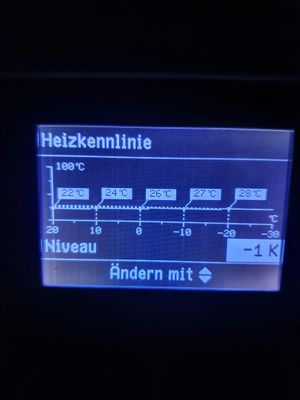 Heizkennlinie
100°C
22°C 24°C 26°C 27°C 28°C
°C
20 10 0 -10 -20 -30
Niveau -1 K
Ändern mit